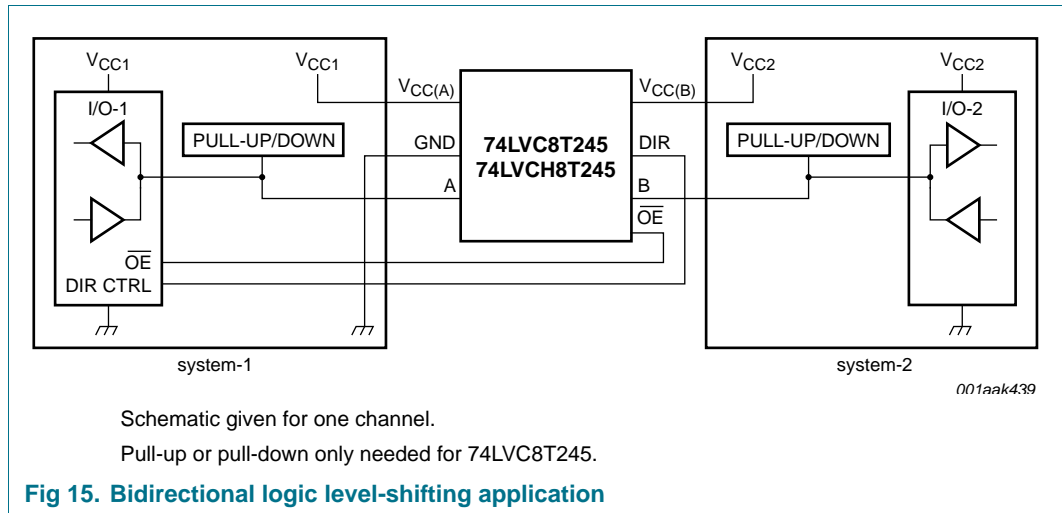 VCC1
VCC1
VCC2
VCC2
VCC(A)
VCC(B)
I/O-1
I/O-2
PULL-UP/DOWN
GND
74LVC8T245
74LVCH8T245
DIR
PULL-UP/DOWN
A
B
OE
OE
DIR CTRL
system-1
system-2
001aak439
Schematic given for one channel.
Pull-up or pull-down only needed for 74LVC8T245.
Fig 15. Bidirectional logic level-shifting application